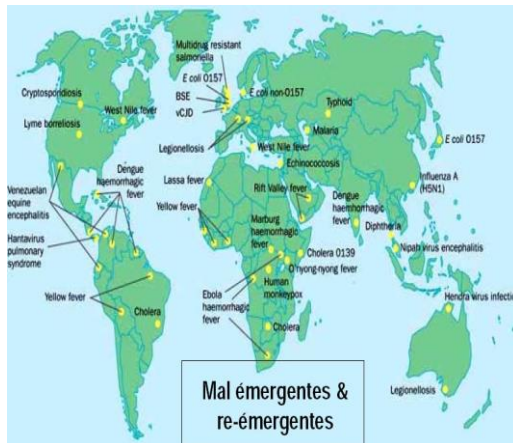 Multidrug resistant
salmonella
E coli O157
E coli non-O157
Cryptosporidiosis
BSE
West Nile fever
vCJD
Typhoid
Lyme borreliosis
Malaria
E coli O157
Legionellosis
West Nile fever
Echinococcosis
Venezuelan
equine
encephalitis
Dengue
haemorrhagic
fever
Lassa fever
Rift Valley fever
Dengue
haemhorrhagic
fever
Influenza A
(H5N1)
Yellow fever
Marburg
haemorrhagic
fever
Diphtheria
Hantavirus
pulmonary
syndrome
Cholera 0139
Nipah virus encephalitis
O'nyong-nyong fever
Human
monkeypox
Yellow fever
Ebola
haemorrhagic
fever
Cholera
Cholera
Hendra virus infectio
Legionellosis
Mal émergentes &
re-émergentes